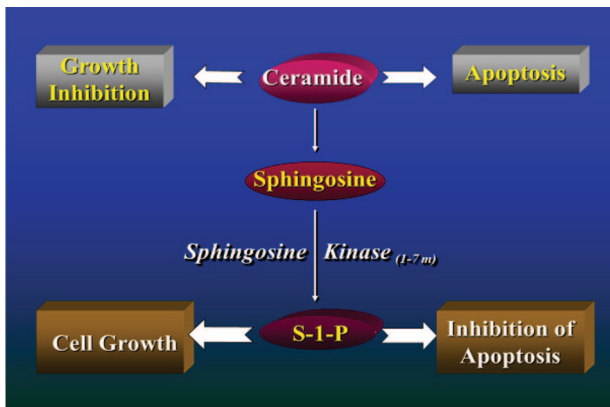 Growth
Inhibition
Ceramide
Apoptosis
Sphingosine
Sphingosine Kinase (1-7 m)
Cell Growth
S-1-P
Inhibition of
Apoptosis